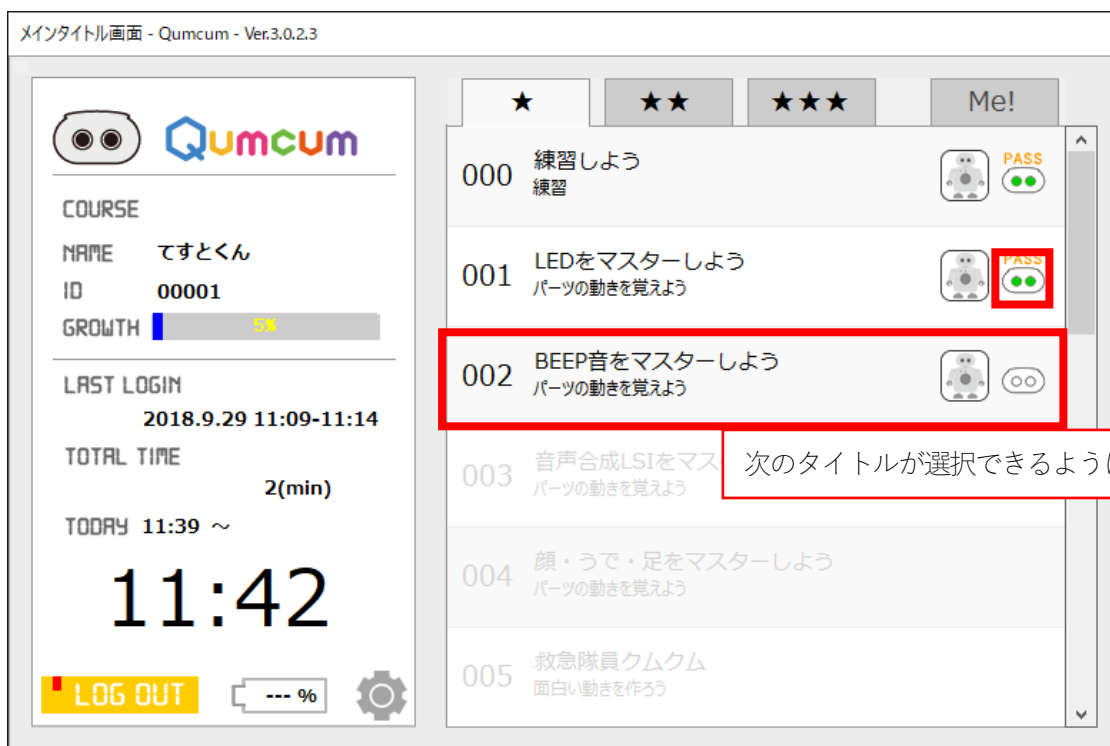 メインタイトル画面 - Qumcum - Ver.3.0.2.3
Qumcum
COURSE
NAME てすとくん
ID 00001
GROWTH 5%
LAST LOGIN
2018.9.29 11:09-11:14
TOTAL TIME
2(min)
TODAY 11:39 ～
11:42
LOG OUT
--- %
★ ★★ ★★★ Me!
000 練習しよう PASS
練習
001 LEDをマスターしよう PASS
パーツの動きを覚えよう
002 BEEP音をマスターしよう
パーツの動きを覚えよう
次のタイトルが選択できるように
003 音声合成LSIをマス
パーツの動きを覚えよう
004 顔・うで・足をマスターしよう
パーツの動きを覚えよう
005 救急隊員クムクム
面白い動きを作ろう